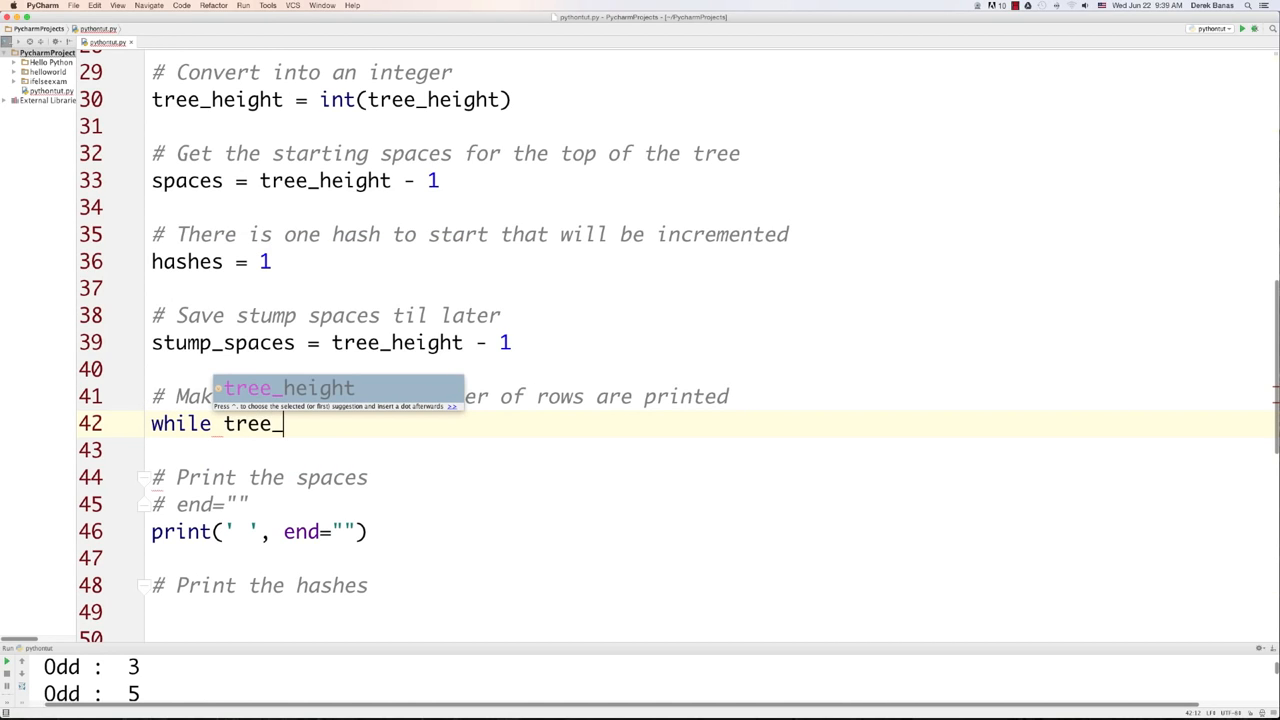 PyCharm File Edit View Navigate Code Refactor Run Tools VCS Window Help 10 Wed Jun 22 9:39 AM Derek Banas
pythontut.py - PycharmProjects - [~/PycharmProjects]
PycharmProjects pythontut.py pythontut
pythontut.py
PycharmProject
Hello Python
helloworld
ifelseexam
pythontut.py
External Librarie
28
29 # Convert into an integer
30 tree_height = int(tree_height)
31
32 # Get the starting spaces for the top of the tree
33 spaces = tree_height - 1
34
35 # There is one hash to start that will be incremented
36 hashes = 1
37
38 # Save stump spaces til later
39 stump_spaces = tree_height - 1
40
tree_height
41 # Mak er of rows are printed
Press ^. to choose the selected (or first) suggestion and insert a dot afterwards >>
42 while tree_
43
44 # Print the spaces
45 # end=""
46 print(' ', end="")
47
48 # Print the hashes
49
50
Run pythontut
Odd : 3
Odd : 5
42:12 LF UTF-8